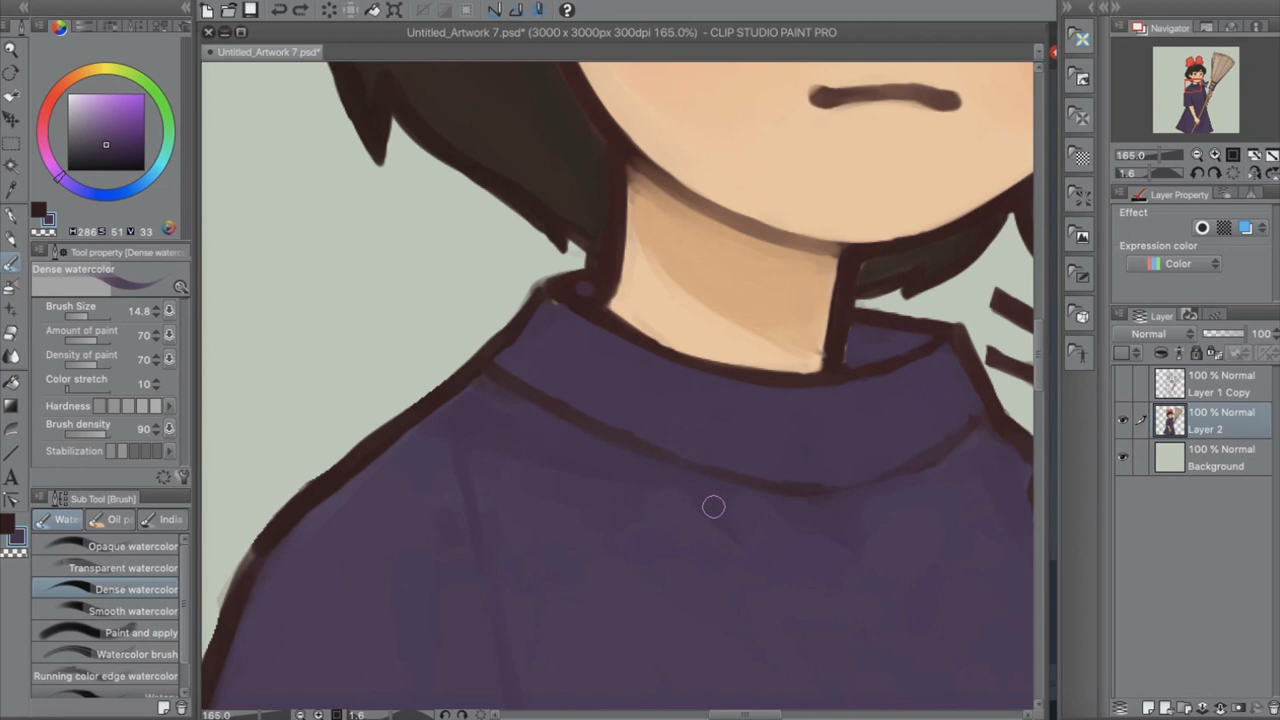 Untitled_Artwork 7.psd* (3000 x 3000px 300dpi 165.0%) - CLIP STUDIO PAINT PRO
Untitled_Artwork 7.psd*
H286 S 51 V 33
Tool property [Dense waterc
Dense watercolor
Brush Size 14.8
Amount of paint 70
Density of paint 70
Color stretch 10
Hardness
Brush density 90
Stabilization
Sub Tool [Brush]
Wate Oil p India
Opaque watercolor
Transparent watercolor
Dense watercolor
Smooth watercolor
Paint and apply
Watercolor brush
Running color edge watercolor
165.0 1.6
Navigator
165.0
1.6
Layer Property
Effect
Expression color
Color
Layer
Normal 100
100 % Normal
Layer 1 Copy
100 % Normal
Layer 2
100 % Normal
Background